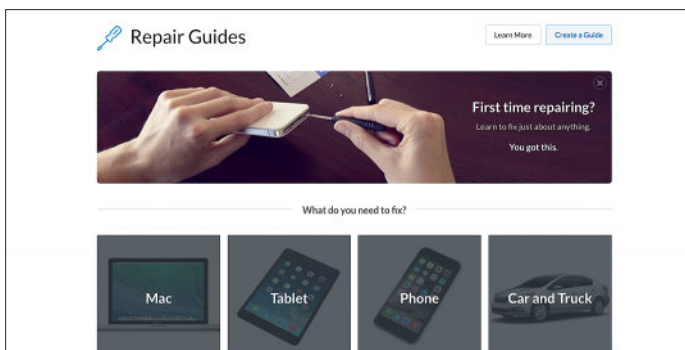 Repair Guides
Learn More
Create a Guide
First time repairing?
Learn to fix just about anything.
You got this.
What do you need to fix?
Mac
Tablet
Phone
Car and Truck